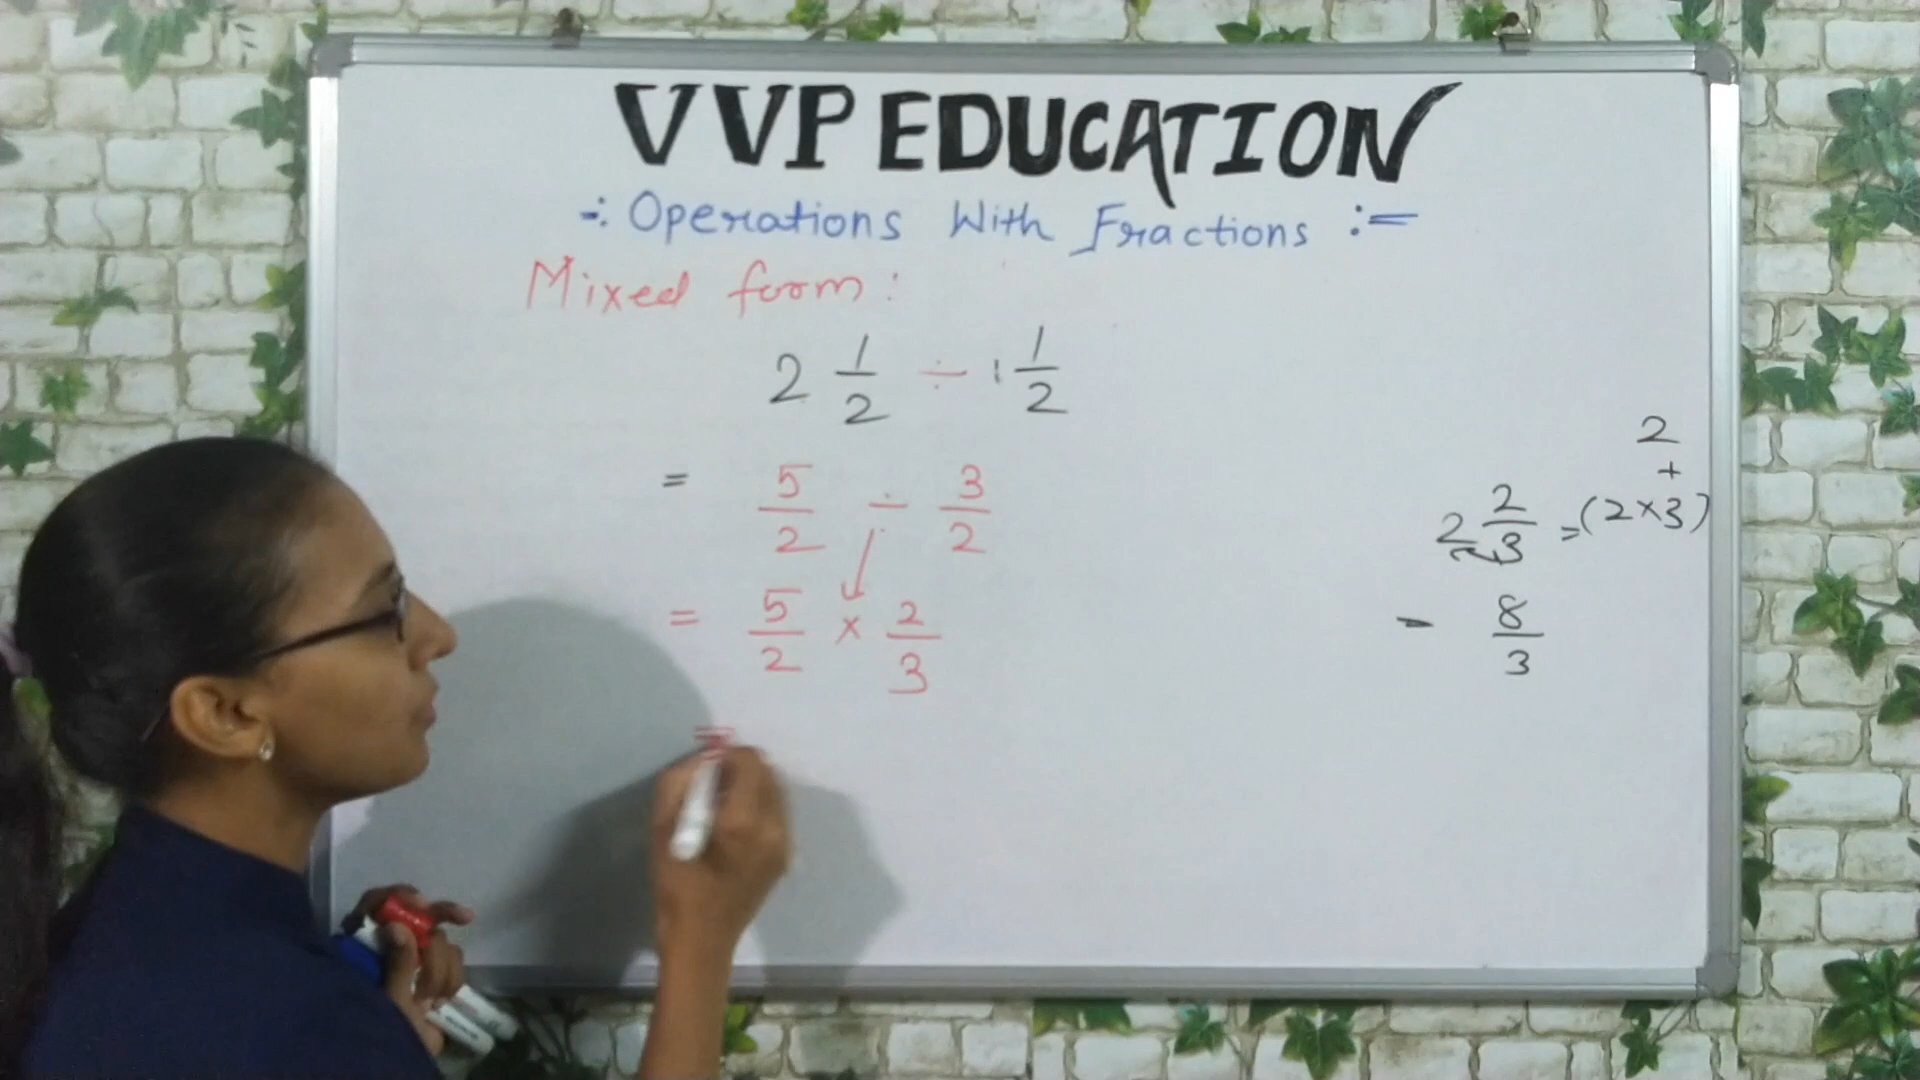 VVP EDUCATION
-: Operations With Fractions :=
Mixed form:
2 1/2 ÷ 1 1/2
= 5/2 ÷ 3/2
= 5/2 × 2/3
=
2
+
2 2/3 = (2×3)
- 8/3